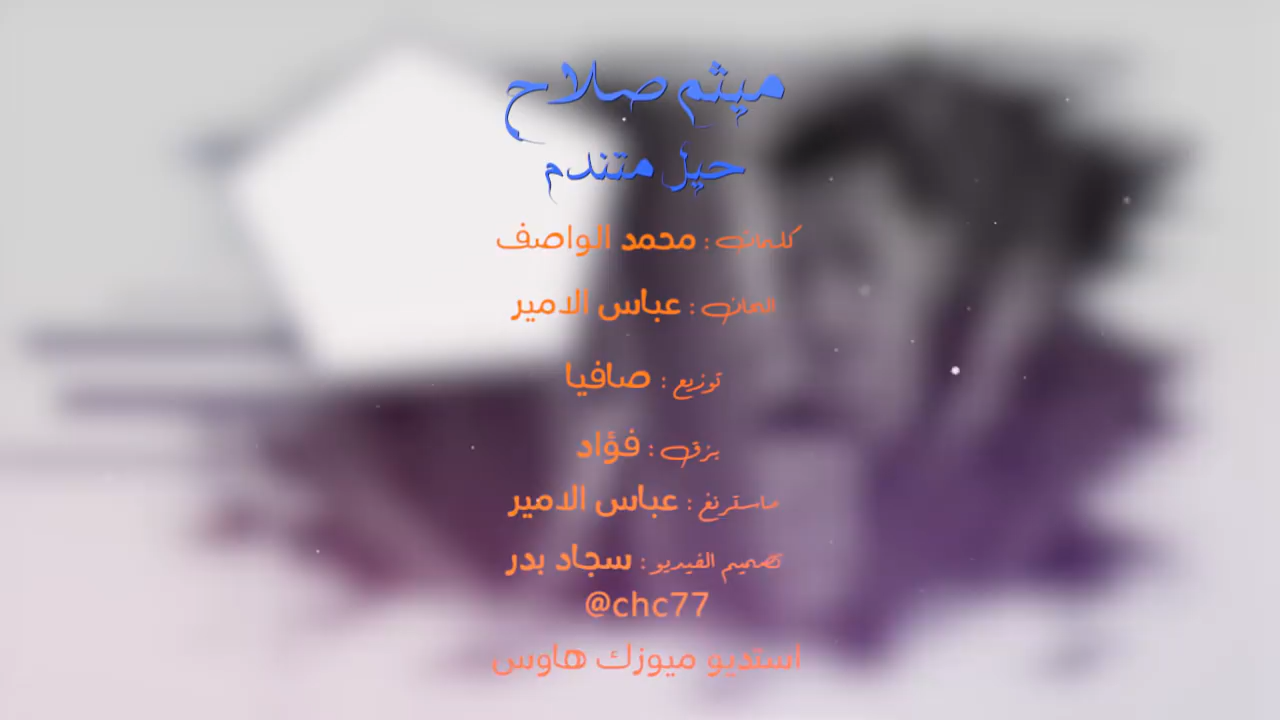 ميثم صلاح
حيل متندم
كلمات : محمد الواصف
الحان : عباس الامير
توزيع : صافيا
بزق : فؤاد
ماسترنغ : عباس الامير
تصميم الفيديو : سجاد بدر
@chc77
استديو ميوزك هاوس